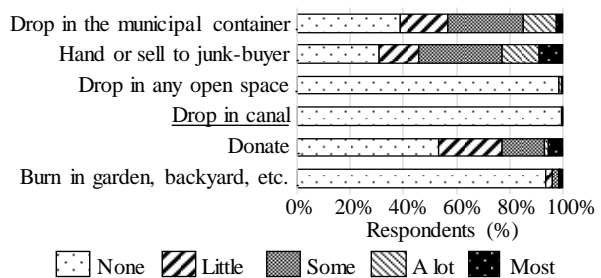 Drop in the municipal container
Hand or sell to junk-buyer
Drop in any open space
Drop in canal
Donate
Burn in garden, backyard, etc.
0% 20% 40% 60% 80% 100%
Respondents (%)
None Little Some A lot Most